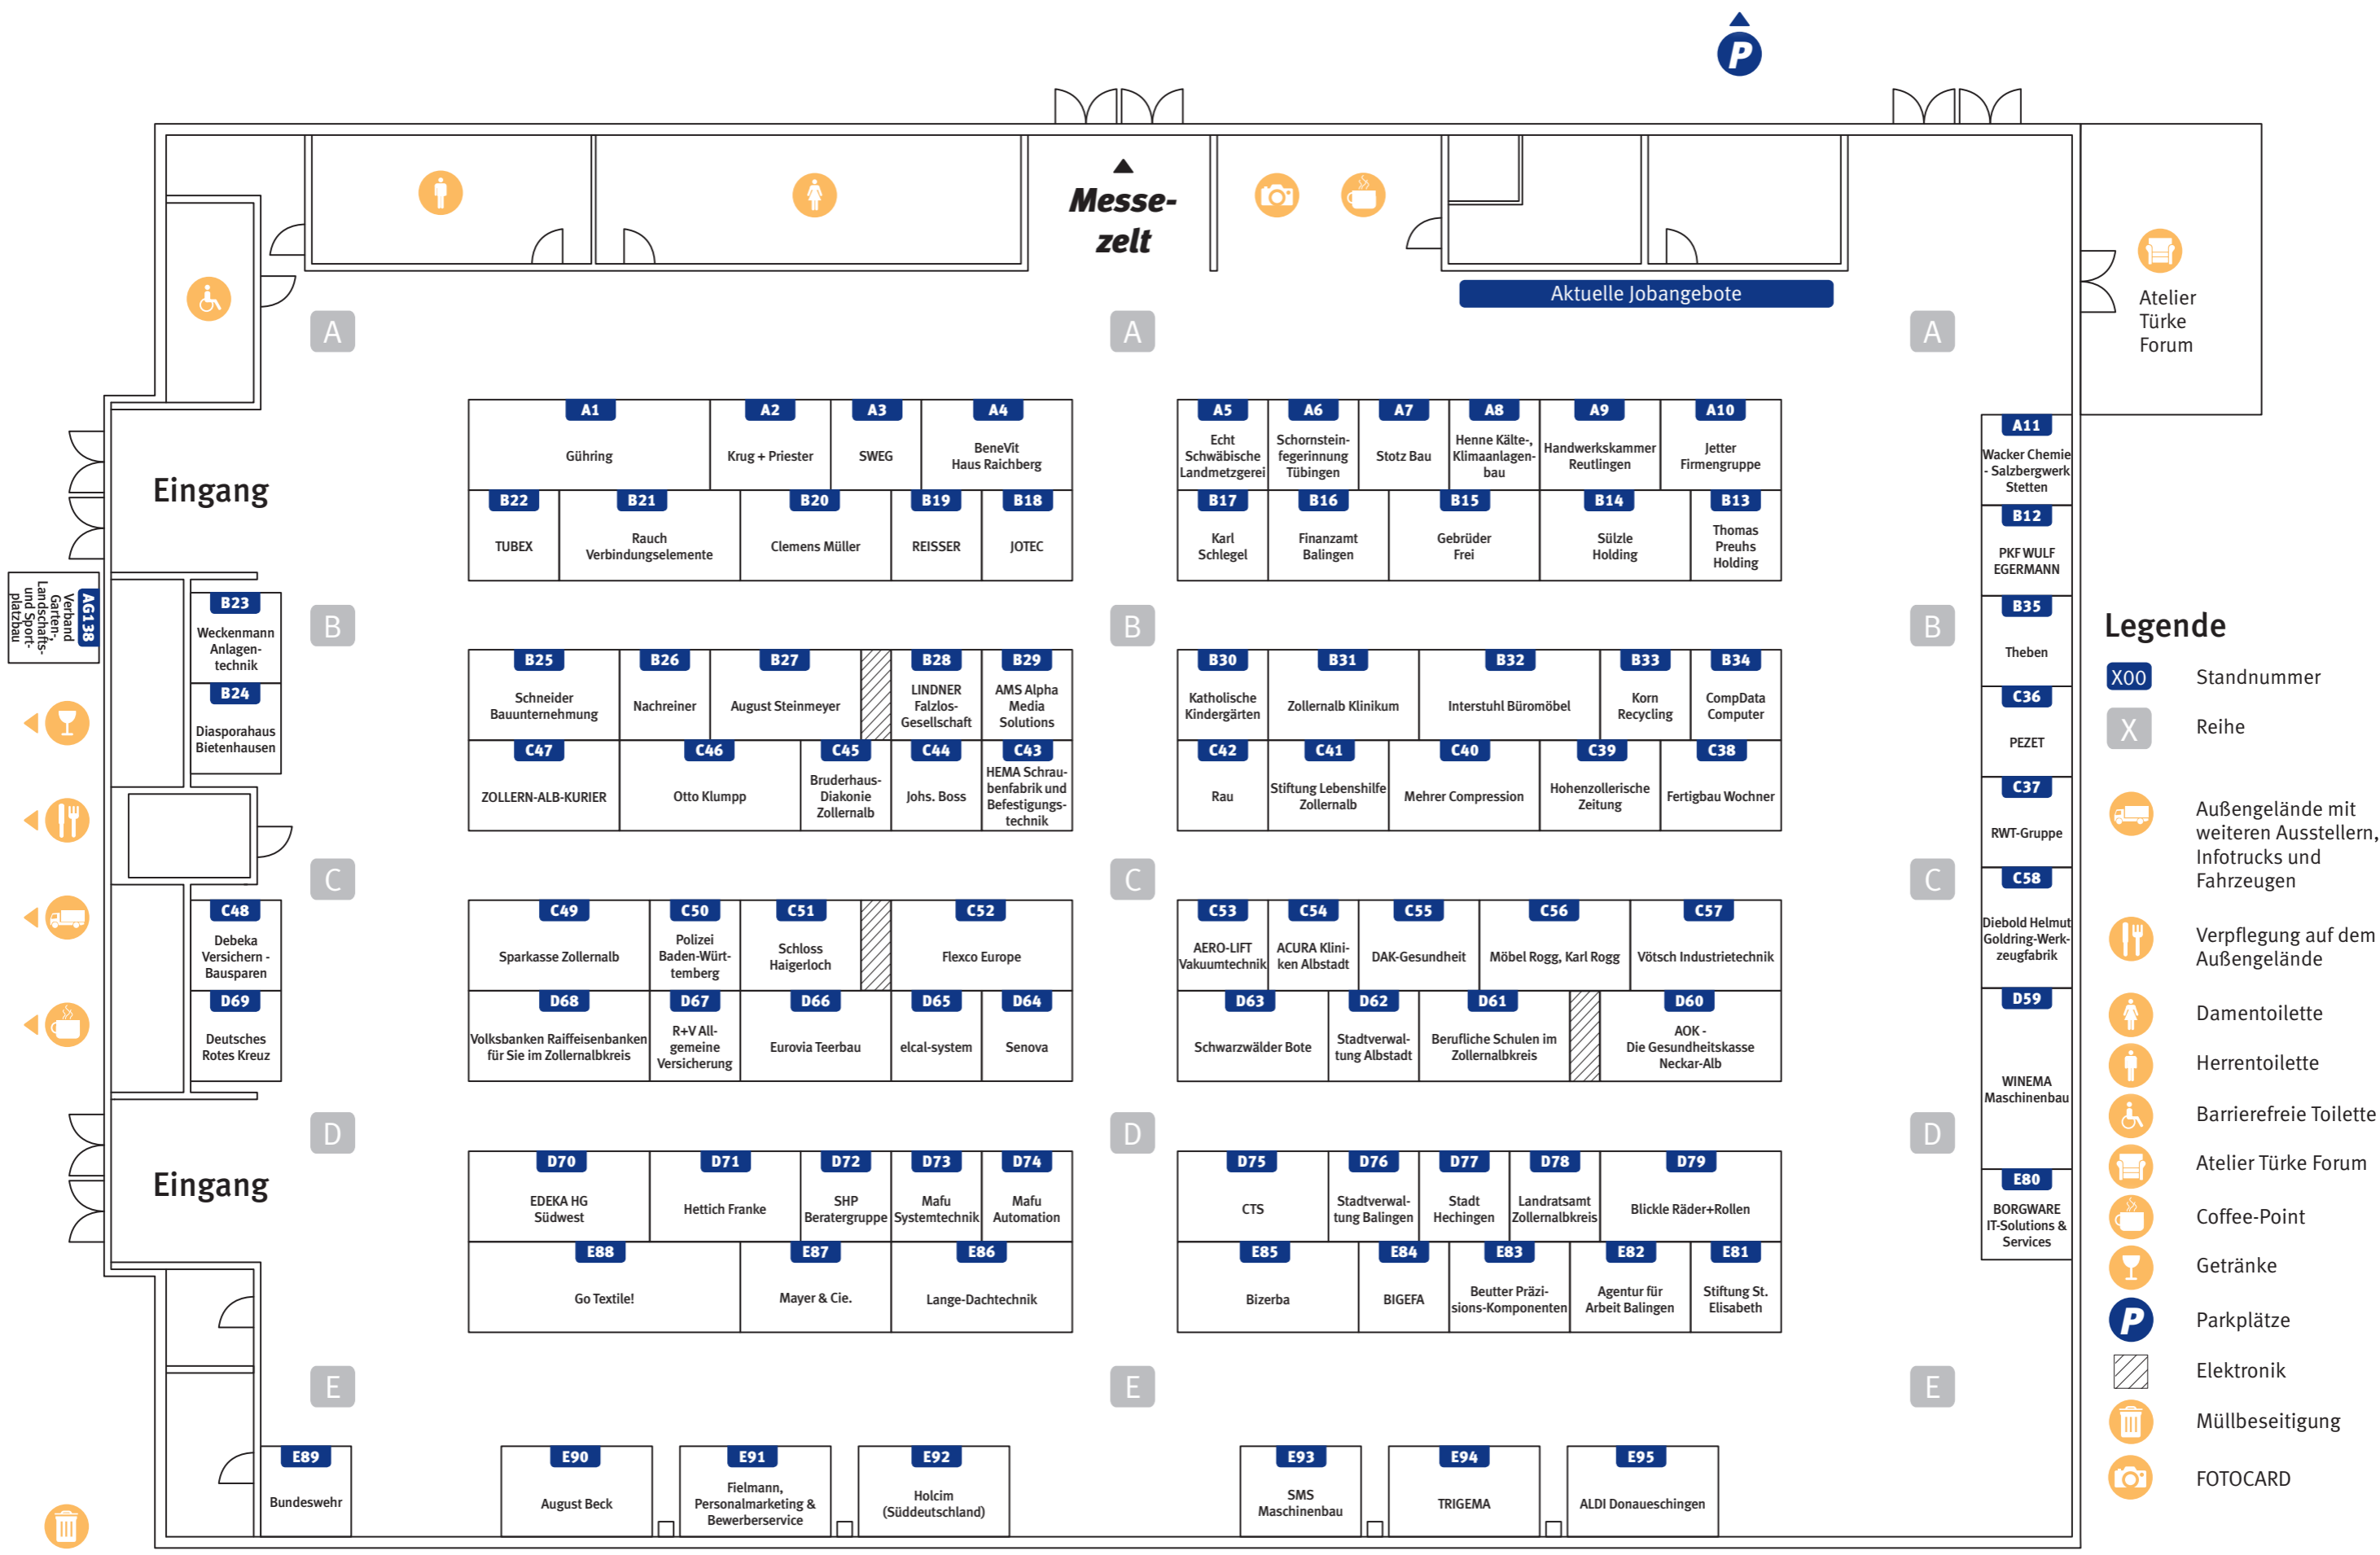 P
Messe-
zelt
Aktuelle Jobangebote
Atelier
Türke
Forum
A
A
A
Eingang
A1
Gühring
A2
Krug + Priester
A3
SWEG
A4
BeneVit
Haus Raichberg
A5
Echt
Schwäbische
Landmetzgerei
A6
Schornstein-
fegerinnung
Tübingen
A7
Stotz Bau
A8
Henne Kälte-,
Klimaanlagen-
bau
A9
Handwerkskammer
Reutlingen
A10
Jetter
Firmengruppe
A11
Wacker Chemie
- Salzbergwerk
Stetten
B22
TUBEX
B21
Rauch
Verbindungselemente
B20
Clemens Müller
B19
REISSER
B18
JOTEC
B17
Karl
Schlegel
B16
Finanzamt
Balingen
B15
Gebrüder
Frei
B14
Sülzle
Holding
B13
Thomas
Preuhs
Holding
B12
PKF WULF
EGERMANN
AG138
Verband
Garten-,
Landschafts-
und Sport-
platzbau
B23
Weckenmann
Anlagen-
technik
B24
Diasporahaus
Bietenhausen
B
B
B
B35
Theben
B25
Schneider
Bauunternehmung
B26
Nachreiner
B27
August Steinmeyer
B28
LINDNER
Falzlos-
Gesellschaft
B29
AMS Alpha
Media
Solutions
B30
Katholische
Kindergärten
B31
Zollernalb Klinikum
B32
Interstuhl Büromöbel
B33
Korn
Recycling
B34
CompData
Computer
C36
PEZET
C47
ZOLLERN-ALB-KURIER
C46
Otto Klumpp
C45
Bruderhaus-
Diakonie
Zollernalb
C44
Johs. Boss
C43
HEMA Schrau-
benfabrik und
Befestigungs-
technik
C42
Rau
C41
Stiftung Lebenshilfe
Zollernalb
C40
Mehrer Compression
C39
Hohenzollerische
Zeitung
C38
Fertigbau Wochner
C37
RWT-Gruppe
C
C
C
C58
Diebold Helmut
Goldring-Werk-
zeugfabrik
C48
Debeka
Versichern -
Bausparen
D69
Deutsches
Rotes Kreuz
C49
Sparkasse Zollernalb
C50
Polizei
Baden-Würt-
temberg
C51
Schloss
Haigerloch
C52
Flexco Europe
C53
AERO-LIFT
Vakuumtechnik
C54
ACURA Klini-
ken Albstadt
C55
DAK-Gesundheit
C56
Möbel Rogg, Karl Rogg
C57
Vötsch Industrietechnik
D68
Volksbanken Raiffeisenbanken
für Sie im Zollernalbkreis
D67
R+V All-
gemeine
Versicherung
D66
Eurovia Teerbau
D65
elcal-system
D64
Senova
D63
Schwarzwälder Bote
D62
Stadtverwal-
tung Albstadt
D61
Berufliche Schulen im
Zollernalbkreis
D60
AOK -
Die Gesundheitskasse
Neckar-Alb
D59
WINEMA
Maschinenbau
D
D
D
Eingang
D70
EDEKA HG
Südwest
D71
Hettich Franke
D72
SHP
Beratergruppe
D73
Mafu
Systemtechnik
D74
Mafu
Automation
D75
CTS
D76
Stadtverwal-
tung Balingen
D77
Stadt
Hechingen
D78
Landratsamt
Zollernalbkreis
D79
Blickle Räder+Rollen
E80
BORGWARE
IT-Solutions &
Services
E88
Go Textile!
E87
Mayer & Cie.
E86
Lange-Dachtechnik
E85
Bizerba
E84
BIGEFA
E83
Beutter Präzi-
sions-Komponenten
E82
Agentur für
Arbeit Balingen
E81
Stiftung St.
Elisabeth
E
E
E
E89
Bundeswehr
E90
August Beck
E91
Fielmann,
Personalmarketing &
Bewerberservice
E92
Holcim
(Süddeutschland)
E93
SMS
Maschinenbau
E94
TRIGEMA
E95
ALDI Donaueschingen
Legende
X00 Standnummer
X Reihe
Außengelände mit
weiteren Ausstellern,
Infotrucks und
Fahrzeugen
Verpflegung auf dem
Außengelände
Damentoilette
Herrentoilette
Barrierefreie Toilette
Atelier Türke Forum
Coffee-Point
Getränke
P Parkplätze
Elektronik
Müllbeseitigung
FOTOCARD